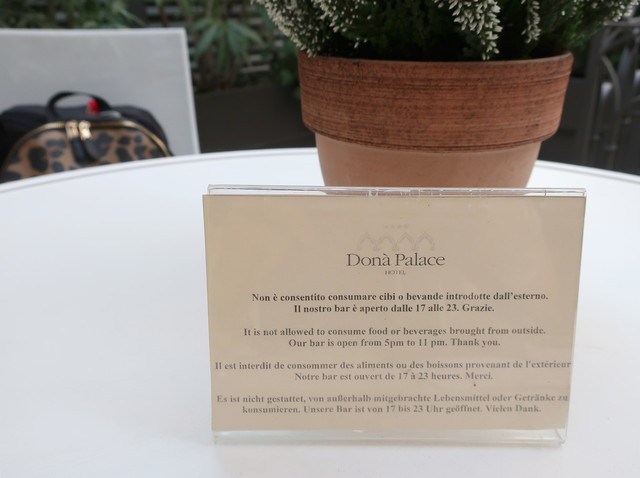 Donà Palace
HOTEL
Non è consentito consumare cibi o bevande introdotte dall'esterno.
Il nostro bar è aperto dalle 17 alle 23. Grazie.
It is not allowed to consume food or beverages brought from outside.
Our bar is open from 5pm to 11 pm. Thank you.
Il est interdit de consommer des aliments ou des boissons provenant de l'extérieur
Notre bar est ouvert de 17 à 23 heures. Merci.
Es ist nicht gestattet, von außerhalb mitgebrachte Lebensmittel oder Getränke zu
konsumieren. Unsere Bar ist von 17 bis 23 Uhr geöffnet. Vielen Dank.